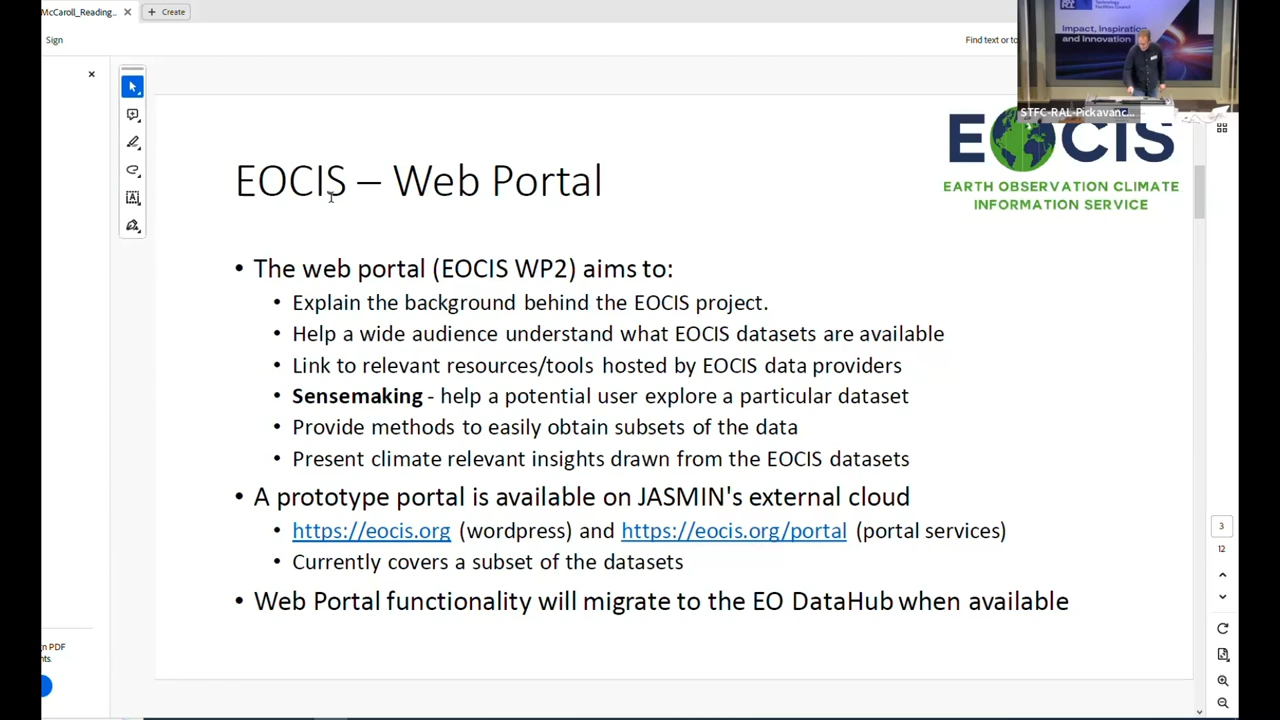 McCaroll_Reading...
Create
Sign
Find text or to
Technology
Facilities Council
Impact, Inspiration
and Innovation
STFC-RAL-Pickavanc...
EOCIS
EARTH OBSERVATION CLIMATE
INFORMATION SERVICE
EOCIS – Web Portal
• The web portal (EOCIS WP2) aims to:
• Explain the background behind the EOCIS project.
• Help a wide audience understand what EOCIS datasets are available
• Link to relevant resources/tools hosted by EOCIS data providers
• Sensemaking - help a potential user explore a particular dataset
• Provide methods to easily obtain subsets of the data
• Present climate relevant insights drawn from the EOCIS datasets
• A prototype portal is available on JASMIN's external cloud
• https://eocis.org (wordpress) and https://eocis.org/portal (portal services)
• Currently covers a subset of the datasets
• Web Portal functionality will migrate to the EO DataHub when available
3
12
n PDF
nts.